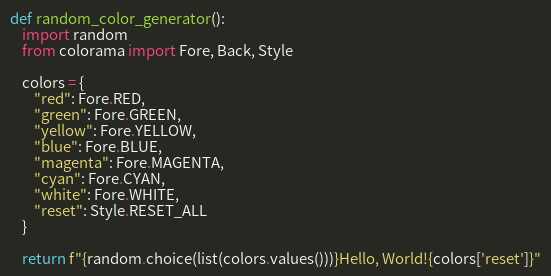 def random_color_generator():
    import random
    from colorama import Fore, Back, Style

    colors = {
        "red": Fore.RED,
        "green": Fore.GREEN,
        "yellow": Fore.YELLOW,
        "blue": Fore.BLUE,
        "magenta": Fore.MAGENTA,
        "cyan": Fore.CYAN,
        "white": Fore.WHITE,
        "reset": Style.RESET_ALL
    }

    return f"{random.choice(list(colors.values()))}Hello, World!{colors['reset']}"